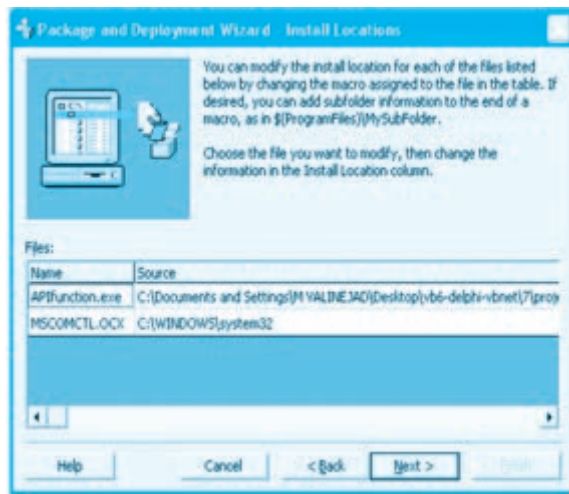 Package and Deployment Wizard - Install Locations
You can modify the install location for each of the files listed
below by changing the macro assigned to the file in the table. If
desired, you can add subfolder information to the end of a
macro, as in $(ProgramFiles)\MySubFolder.
Choose the file you want to modify, then change the
information in the Install Location column.
Files:
Name Source
APIfunction.exe C:\Documents and Settings\M VALINEJAD\Desktop\vb6-delphi-vbnet\7\proje
MSCOMCTL.OCX C:\WINDOWS\system32
Help Cancel < Back Next > Finish